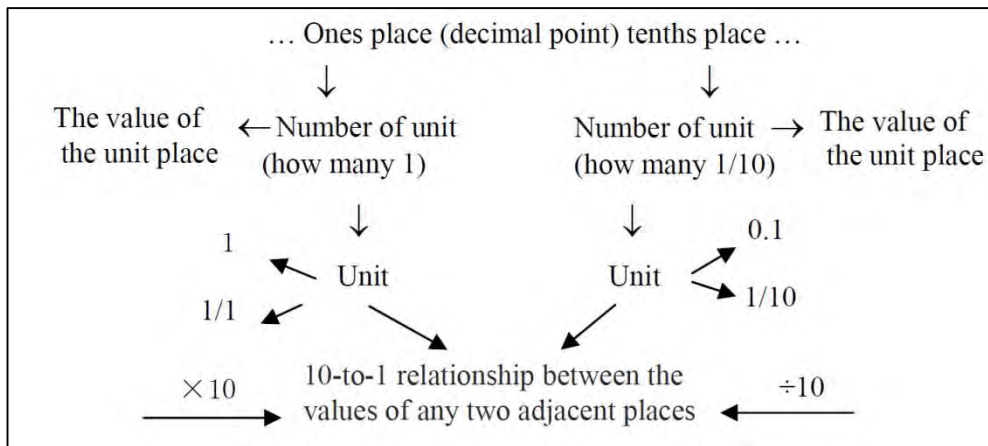 … Ones place (decimal point) tenths place …
↓ ↓
The value of
the unit place
← Number of unit
(how many 1)
Number of unit →
(how many 1/10)
The value of
the unit place
↓ ↓
1
1/1
Unit
Unit
0.1
1/10
×10
10-to-1 relationship between the
values of any two adjacent places
÷10